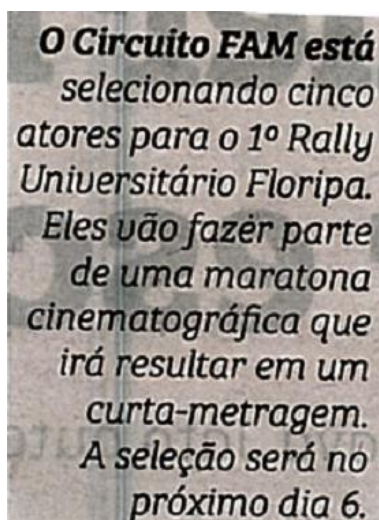 O Circuito FAM está
selecionando cinco
atores para o 1º Rally
Universitário Floripa.
Eles vão fazer parte
de uma maratona
cinematográfica que
irá resultar em um
curta-metragem.
A seleção será no
próximo dia 6.